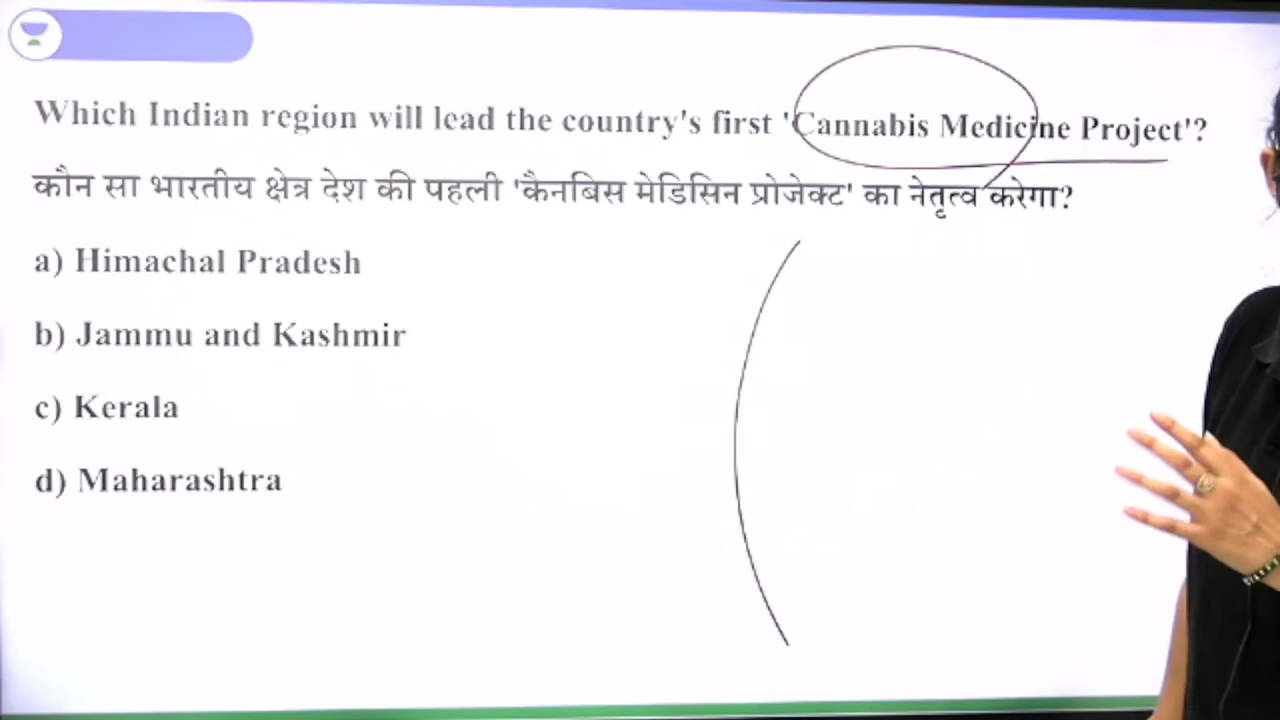 Which Indian region will lead the country's first 'Cannabis Medicine Project'?
कौन सा भारतीय क्षेत्र देश की पहली 'कैनबिस मेडिसिन प्रोजेक्ट' का नेतृत्व करेगा?
a) Himachal Pradesh
b) Jammu and Kashmir
c) Kerala
d) Maharashtra